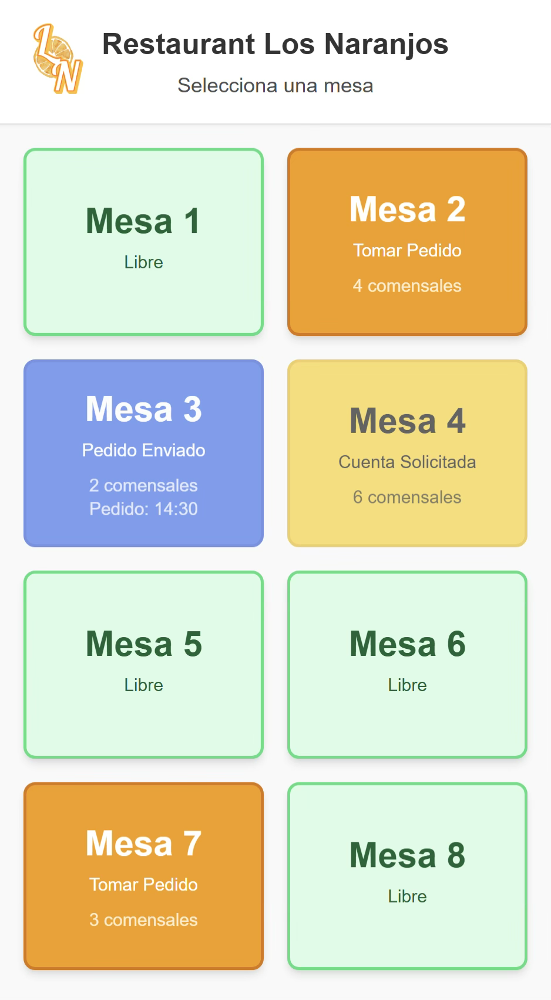 LN
Restaurant Los Naranjos
Selecciona una mesa
Mesa 1
Libre
Mesa 2
Tomar Pedido
4 comensales
Mesa 3
Pedido Enviado
2 comensales
Pedido: 14:30
Mesa 4
Cuenta Solicitada
6 comensales
Mesa 5
Libre
Mesa 6
Libre
Mesa 7
Tomar Pedido
3 comensales
Mesa 8
Libre